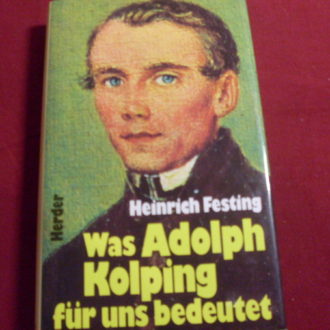 Heinrich Festing
Was Adolph
Kolping
für uns bedeutet
Herder